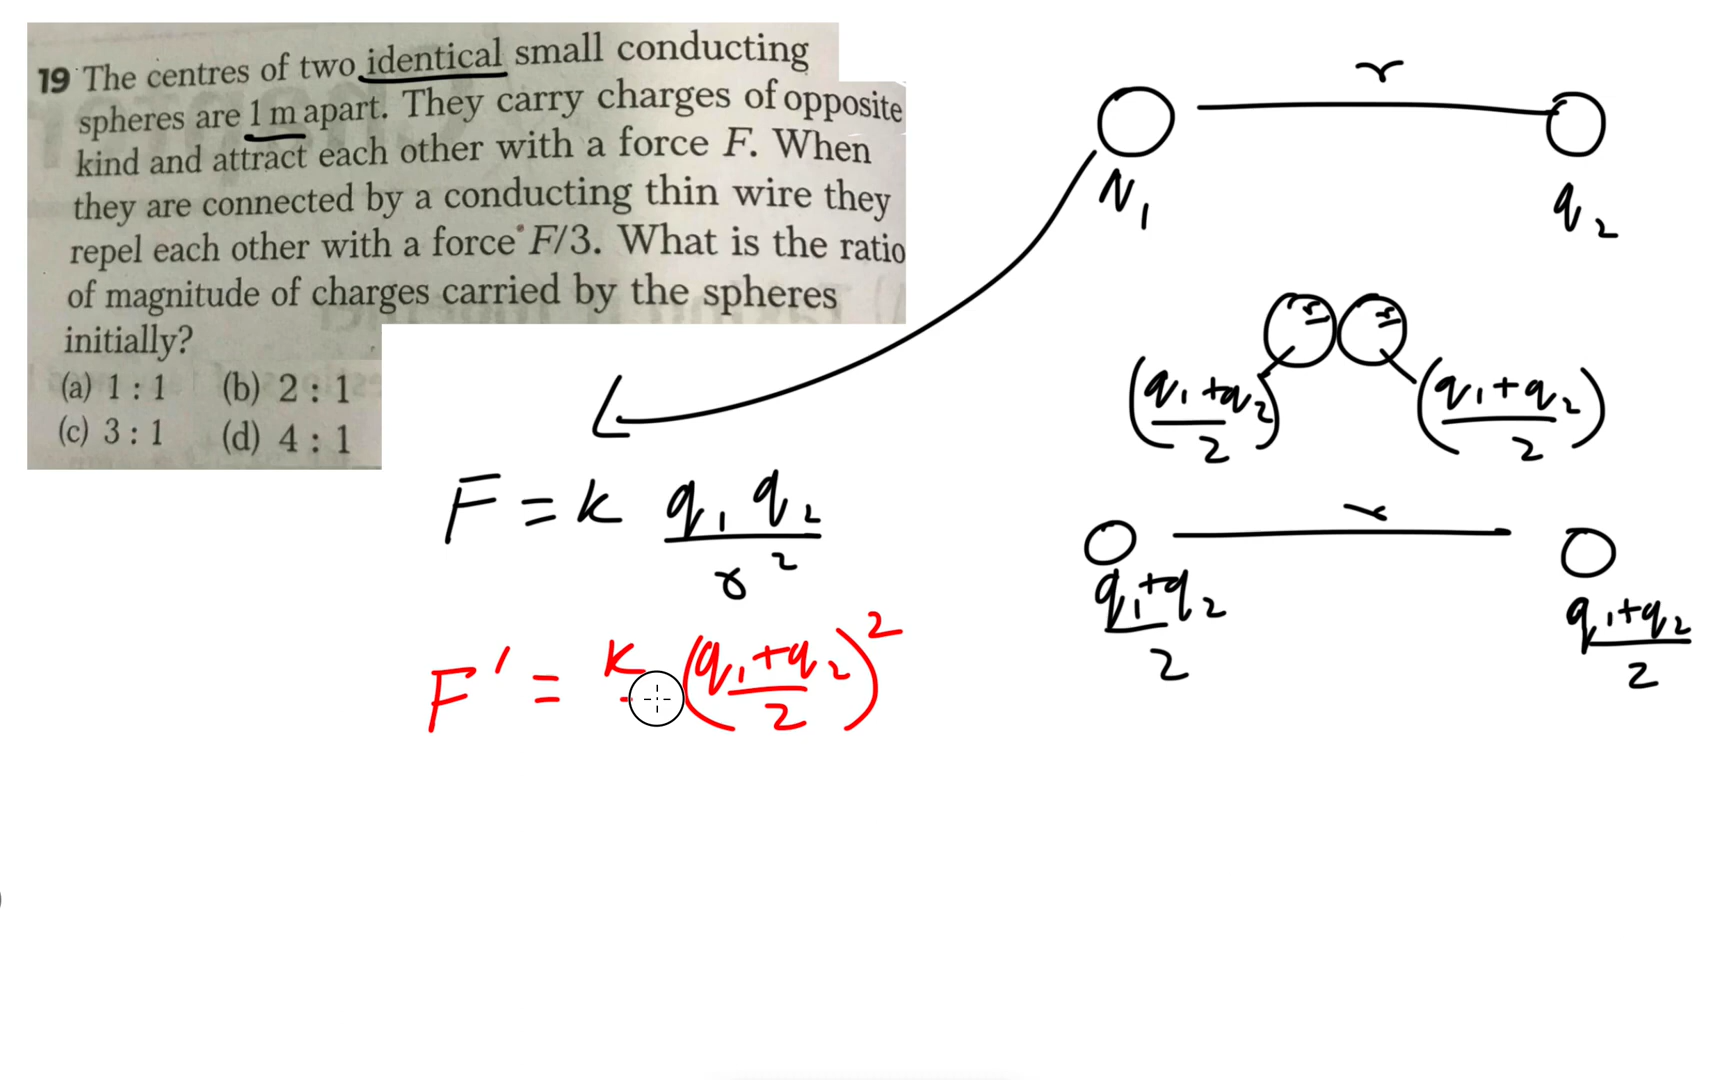 19 The centres of two identical small conducting
spheres are 1 m apart. They carry charges of opposite
kind and attract each other with a force F. When
they are connected by a conducting thin wire they
repel each other with a force F/3. What is the ratio
of magnitude of charges carried by the spheres
initially?
(a) 1 : 1 (b) 2 : 1
(c) 3 : 1 (d) 4 : 1
r
q1 q2
(q1+q2/2) (q1+q2/2)
F = k q1 q2 / r²
r
q1+q2/2 q1+q2/2
F' = k (q1+q2/2)²